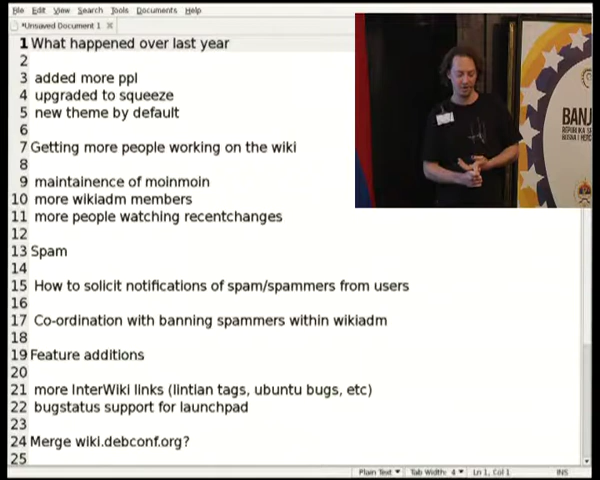 File Edit View Search Tools Documents Help
*Unsaved Document 1
1 What happened over last year
2
3 added more ppl
4 upgraded to squeeze
5 new theme by default
6
7 Getting more people working on the wiki
8
9 maintainence of moinmoin
10 more wikiadm members
11 more people watching recentchanges
12
13 Spam
14
15 How to solicit notifications of spam/spammers from users
16
17 Co-ordination with banning spammers within wikiadm
18
19 Feature additions
20
21 more InterWiki links (lintian tags, ubuntu bugs, etc)
22 bugstatus support for launchpad
23
24 Merge wiki.debconf.org?
25
Plain Text Tab Width: 4 Ln 1, Col 1 INS
BANJ
REPUBLIKA